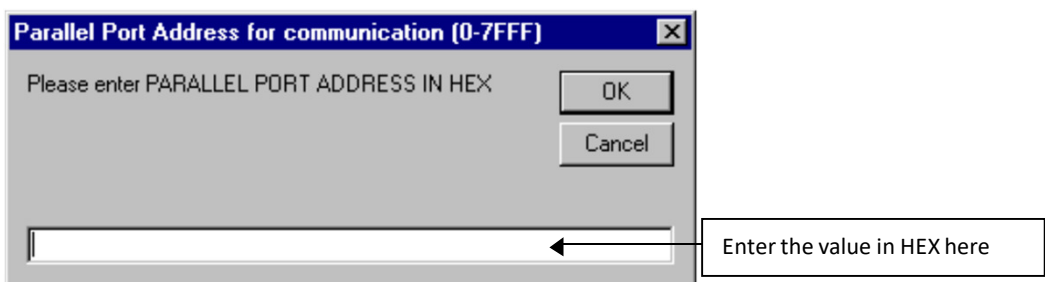 Parallel Port Address for communication (0-7FFF)
Please enter PARALLEL PORT ADDRESS IN HEX
OK
Cancel
Enter the value in HEX here